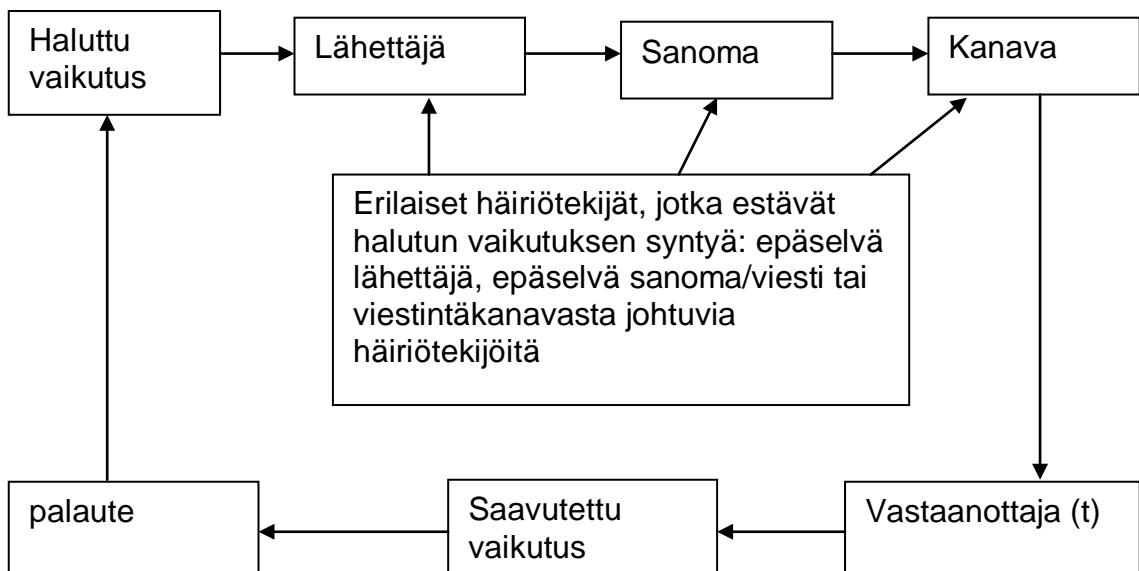 Haluttu
vaikutus
Lähettäjä
Sanoma
Kanava
Erilaiset häiriötekijät, jotka estävät
halutun vaikutuksen syntyä: epäselvä
lähettäjä, epäselvä sanoma/viesti tai
viestintäkanavasta johtuvia
häiriötekijöitä
palaute
Saavutettu
vaikutus
Vastaanottaja (t)